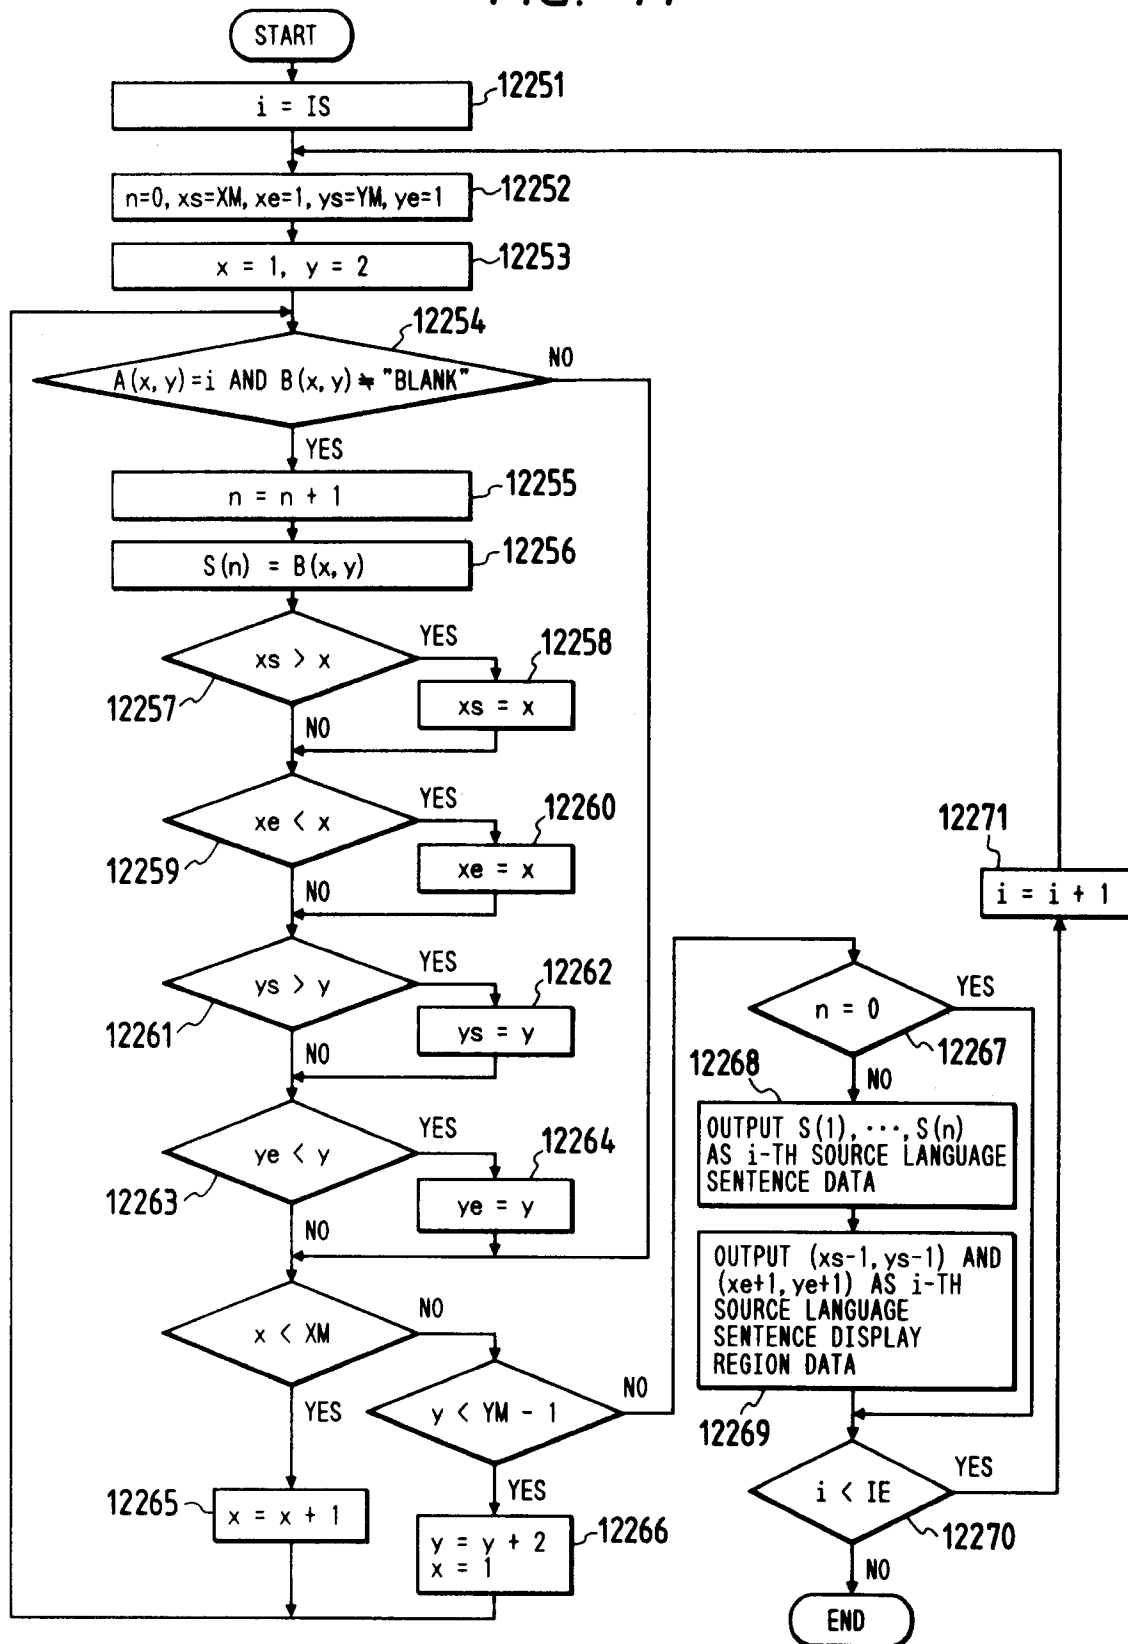 START
12251
i = IS
n=0, xs=XM, xe=1, ys=YM, ye=1
12252
x = 1, y = 2
12253
12254
A(x, y)=i AND B(x, y)≒ "BLANK"
NO
YES
n = n + 1
12255
S(n) = B(x, y)
12256
xs > x
YES
12258
12257
xs = x
NO
xe < x
YES
12260
12259
xe = x
NO
12271
i = i + 1
ys > y
YES
12262
12261
ys = y
NO
n = 0
YES
12267
NO
12268
OUTPUT S(1), ···, S(n)
AS i-TH SOURCE LANGUAGE
SENTENCE DATA
ye < y
YES
12264
12263
ye = y
NO
OUTPUT (xs-1, ys-1) AND
(xe+1, ye+1) AS i-TH
SOURCE LANGUAGE
SENTENCE DISPLAY
REGION DATA
12269
x < XM
NO
YES
y < YM - 1
NO
YES
12265
x = x + 1
y = y + 2
x = 1
12266
i < IE
YES
12270
NO
END